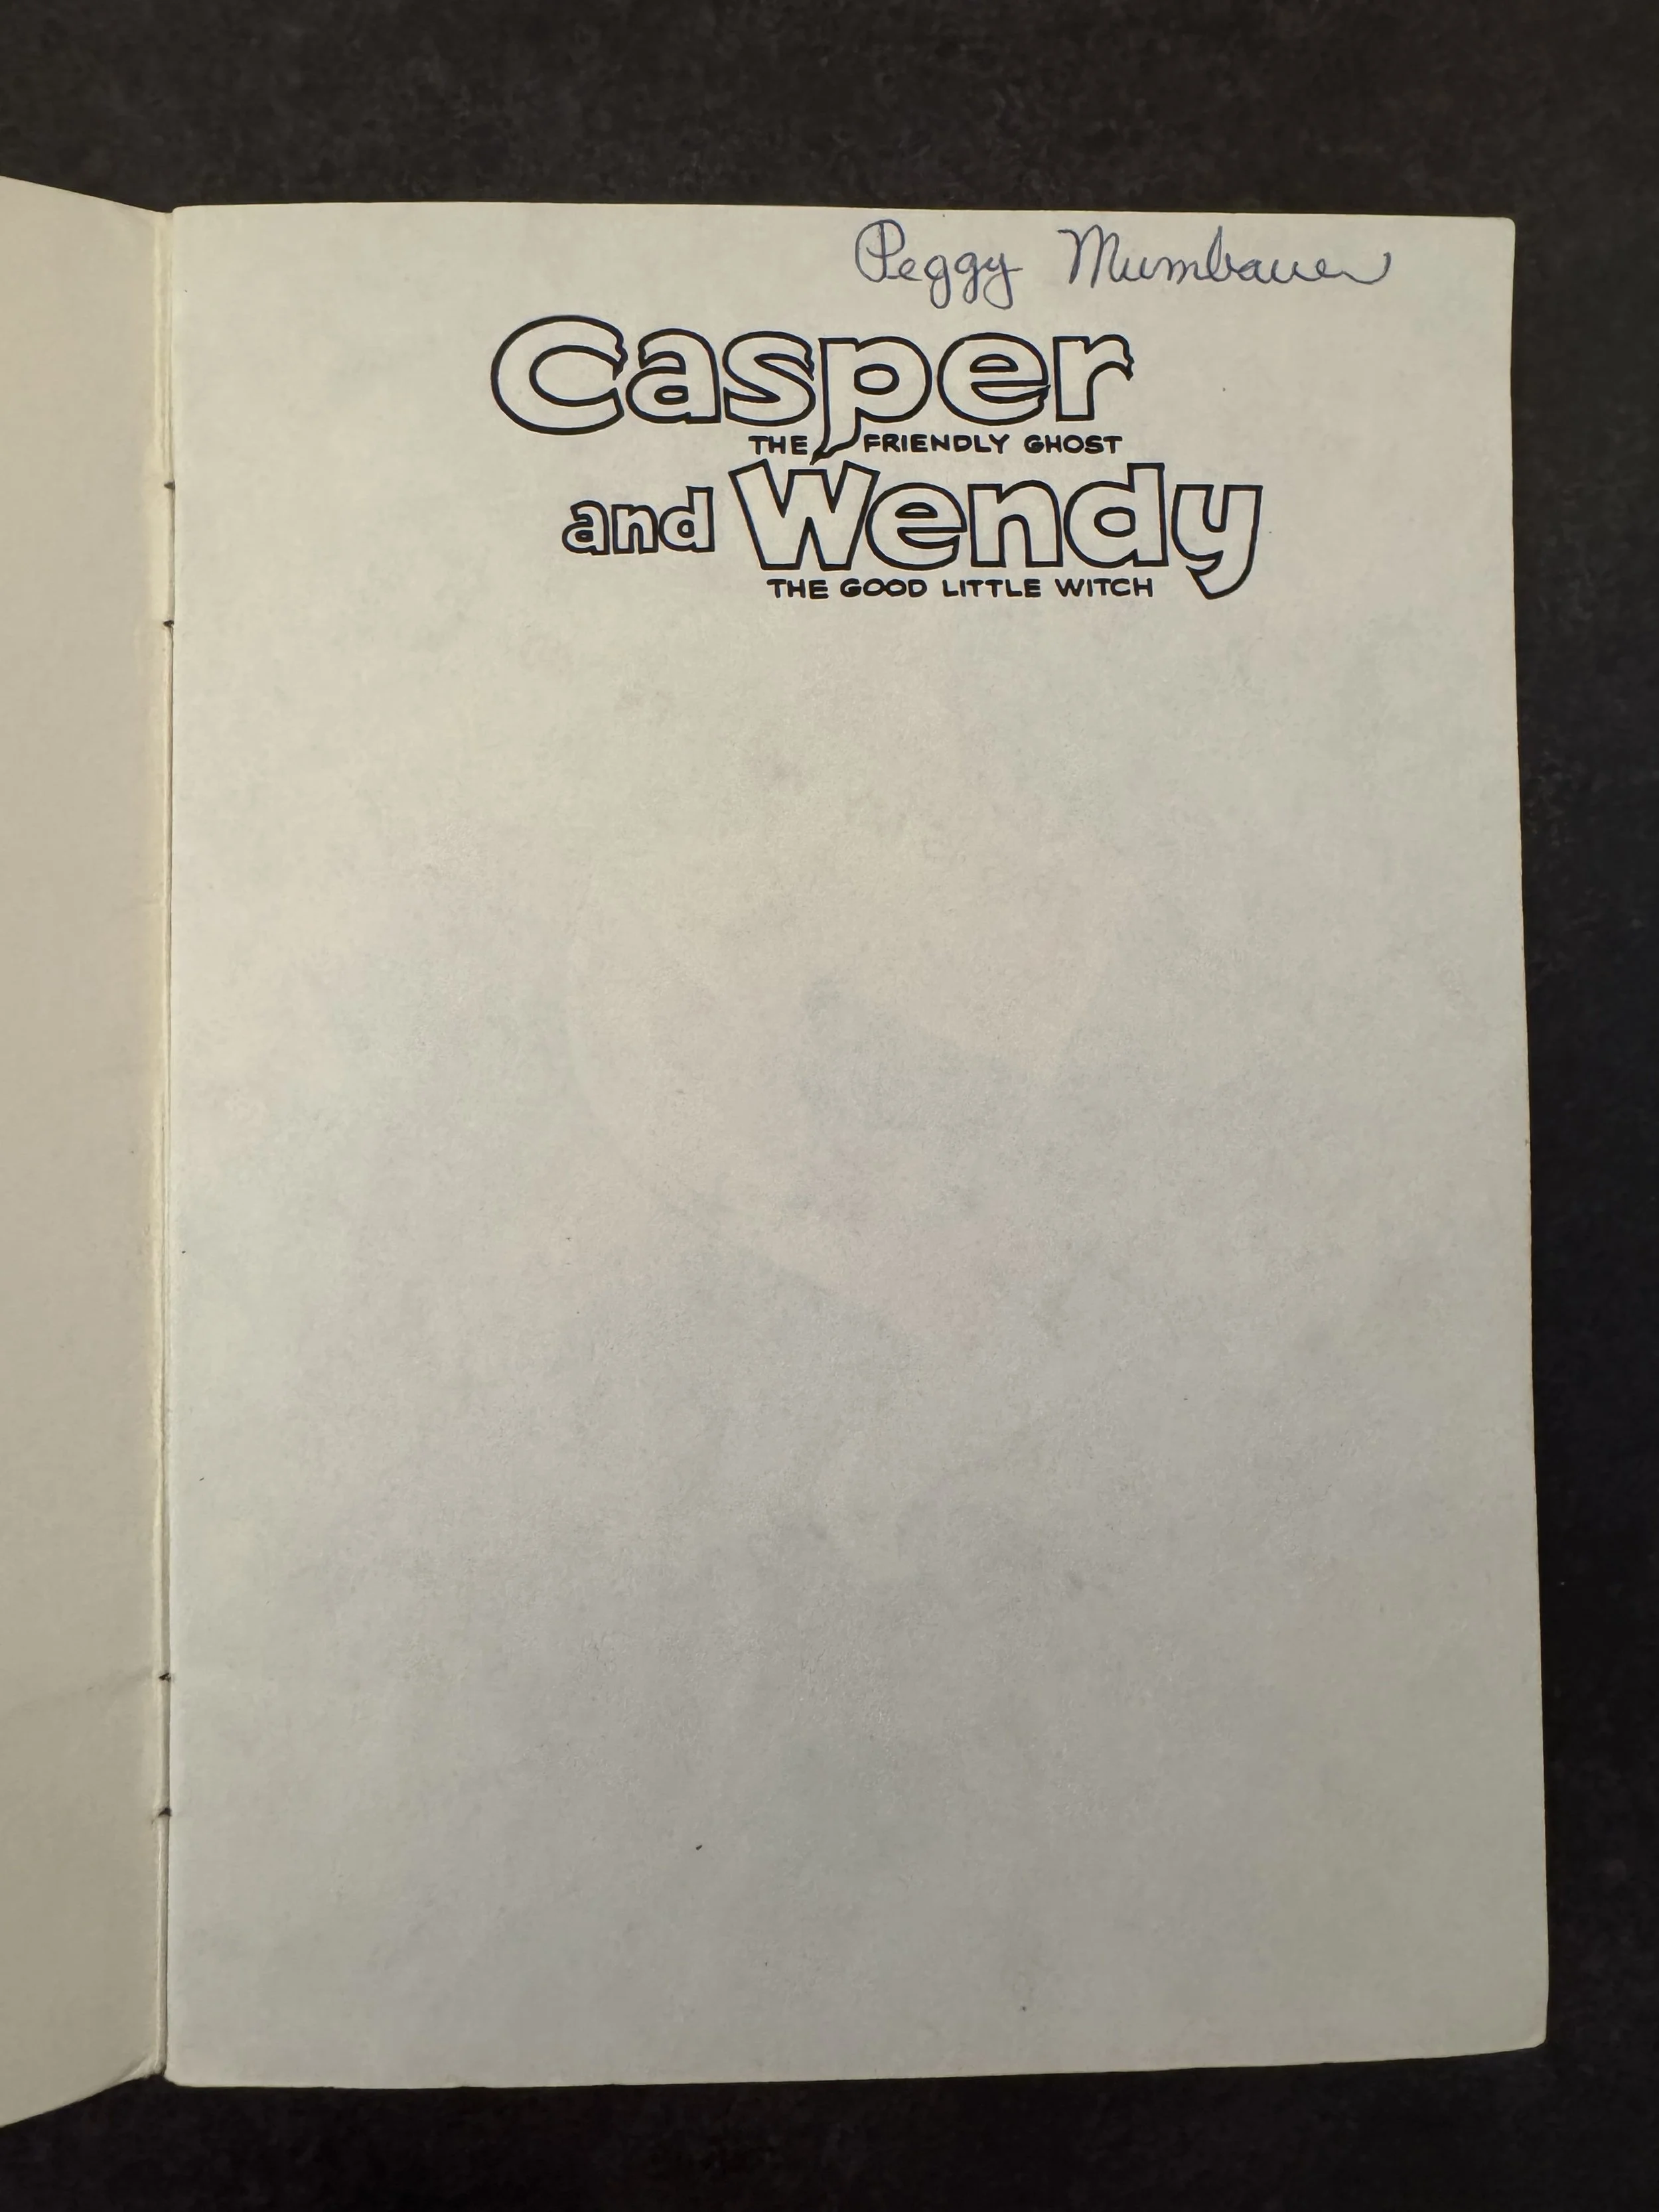 Peggy Mumbauer
Casper
THE FRIENDLY GHOST
and Wendy
THE GOOD LITTLE WITCH